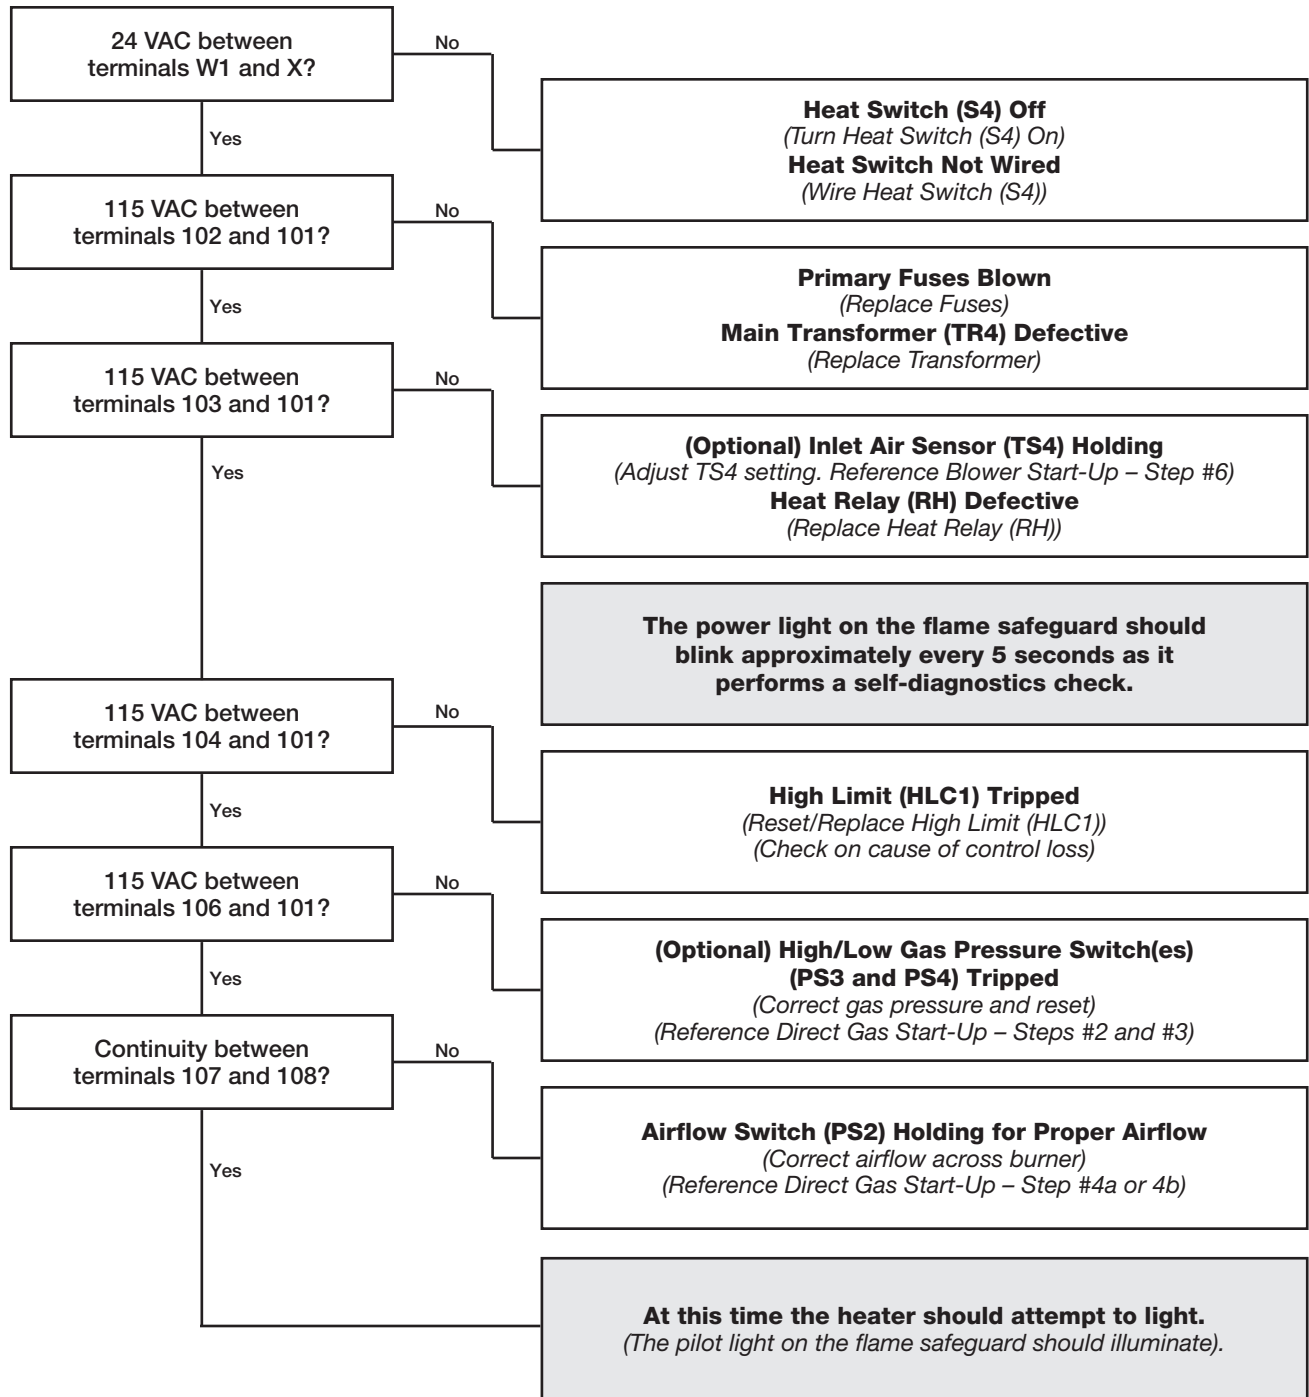 24 VAC between
terminals W1 and X?
No
Yes
Heat Switch (S4) Off
(Turn Heat Switch (S4) On)
Heat Switch Not Wired
(Wire Heat Switch (S4))
115 VAC between
terminals 102 and 101?
No
Yes
Primary Fuses Blown
(Replace Fuses)
Main Transformer (TR4) Defective
(Replace Transformer)
115 VAC between
terminals 103 and 101?
No
Yes
(Optional) Inlet Air Sensor (TS4) Holding
(Adjust TS4 setting. Reference Blower Start-Up – Step #6)
Heat Relay (RH) Defective
(Replace Heat Relay (RH))
The power light on the flame safeguard should
blink approximately every 5 seconds as it
performs a self-diagnostics check.
115 VAC between
terminals 104 and 101?
No
Yes
High Limit (HLC1) Tripped
(Reset/Replace High Limit (HLC1))
(Check on cause of control loss)
115 VAC between
terminals 106 and 101?
No
Yes
(Optional) High/Low Gas Pressure Switch(es)
(PS3 and PS4) Tripped
(Correct gas pressure and reset)
(Reference Direct Gas Start-Up – Steps #2 and #3)
Continuity between
terminals 107 and 108?
No
Yes
Airflow Switch (PS2) Holding for Proper Airflow
(Correct airflow across burner)
(Reference Direct Gas Start-Up – Step #4a or 4b)
At this time the heater should attempt to light.
(The pilot light on the flame safeguard should illuminate).